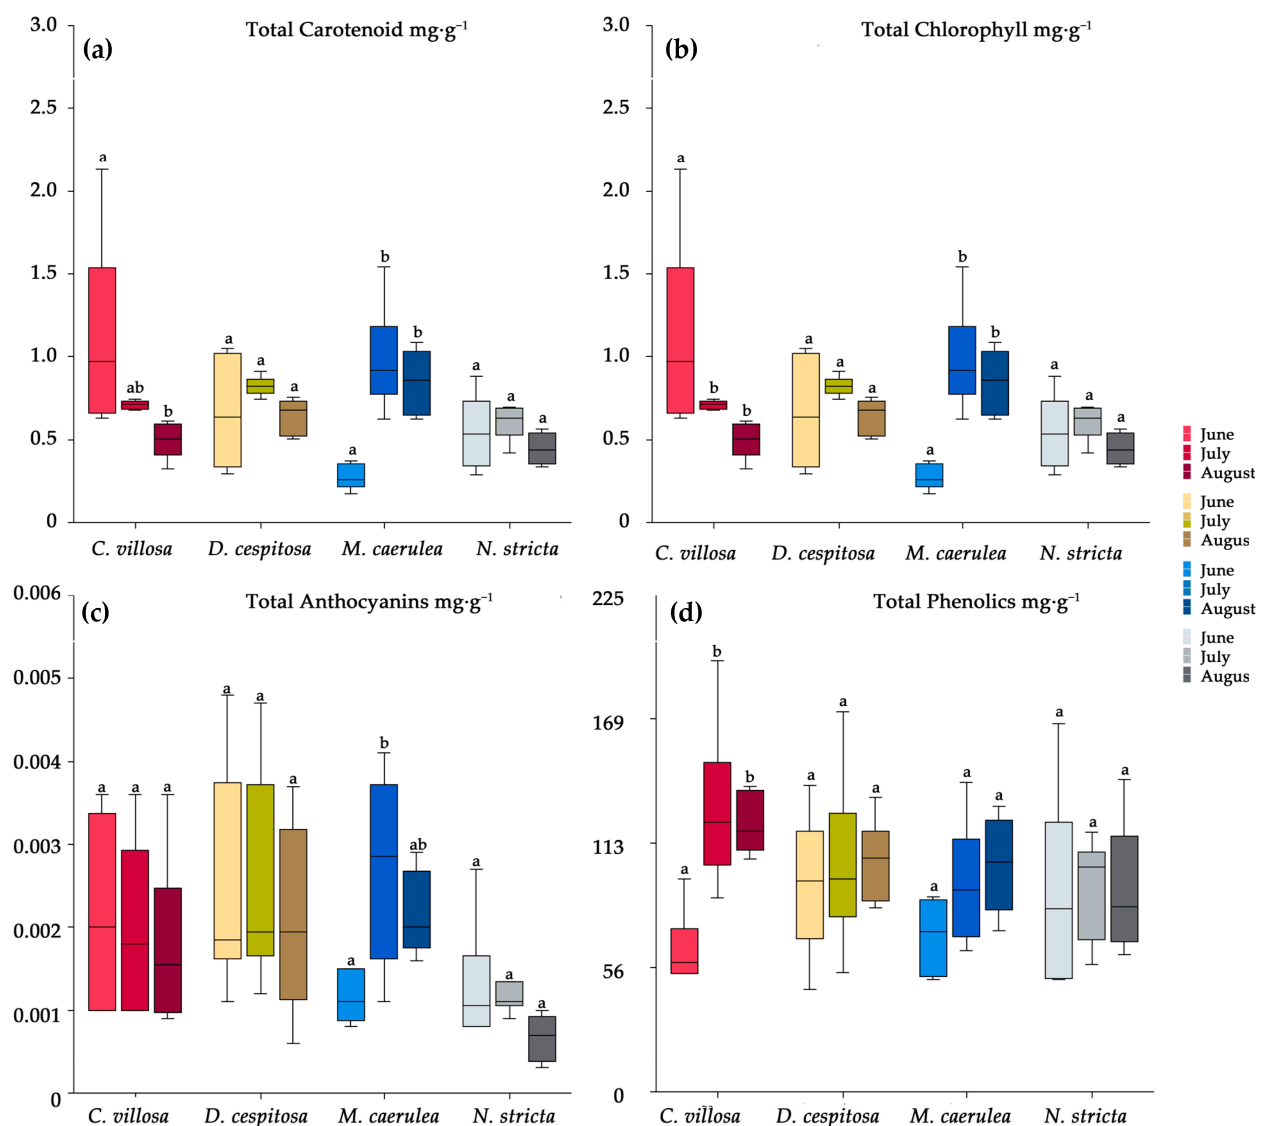 Total Carotenoid mg·g⁻¹
(a)
3.0
2.5
2.0
1.5
1.0
0.5
0
a
ab
b
a
a
a
a
b
b
a
a
a
C. villosa
D. cespitosa
M. caerulea
N. stricta
Total Chlorophyll mg·g⁻¹
(b)
3.0
2.5
2.0
1.5
1.0
0.5
0
a
b
b
a
a
a
a
b
b
a
a
a
C. villosa
D. cespitosa
M. caerulea
N. stricta
June
July
August
June
July
Augus
June
July
August
June
July
Augus
Total Anthocyanins mg·g⁻¹
(c)
0.006
0.005
0.004
0.003
0.002
0.001
0
a
a
a
a
a
a
a
b
ab
a
a
a
C. villosa
D. cespitosa
M. caerulea
N. stricta
Total Phenolics mg·g⁻¹
(d)
225
169
113
56
0
a
b
b
a
a
a
a
a
a
a
a
a
C. villosa
D. cespitosa
M. caerulea
N. stricta